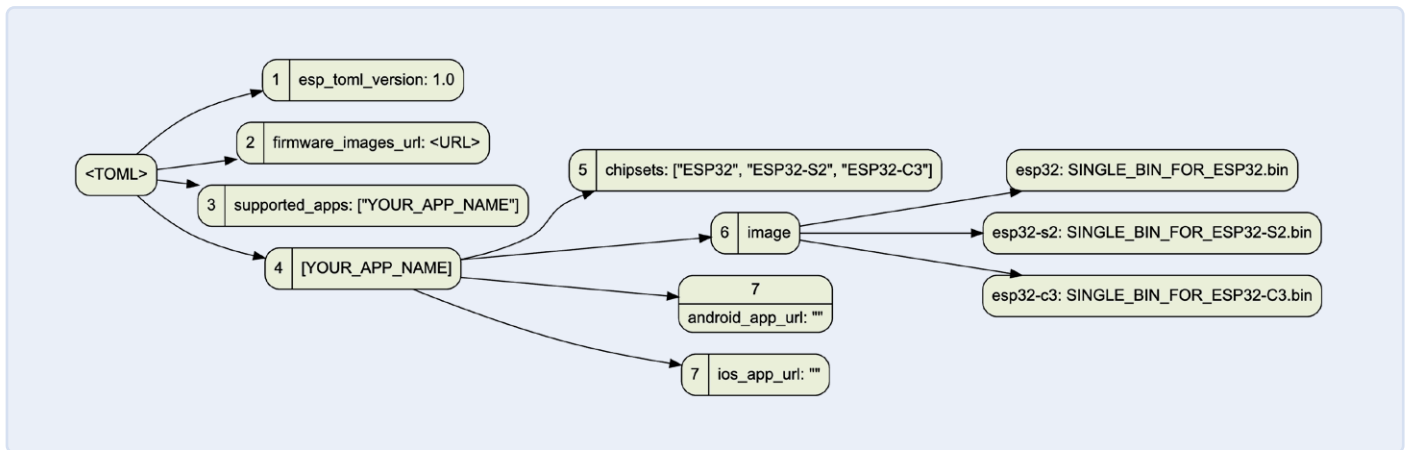 <TOML>
1 esp_toml_version: 1.0
2 firmware_images_url: <URL>
3 supported_apps: ["YOUR_APP_NAME"]
4 [YOUR_APP_NAME]
5 chipsets: ["ESP32", "ESP32-S2", "ESP32-C3"]
6 image
esp32: SINGLE_BIN_FOR_ESP32.bin
esp32-s2: SINGLE_BIN_FOR_ESP32-S2.bin
esp32-c3: SINGLE_BIN_FOR_ESP32-C3.bin
7
android_app_url: ""
7 ios_app_url: ""